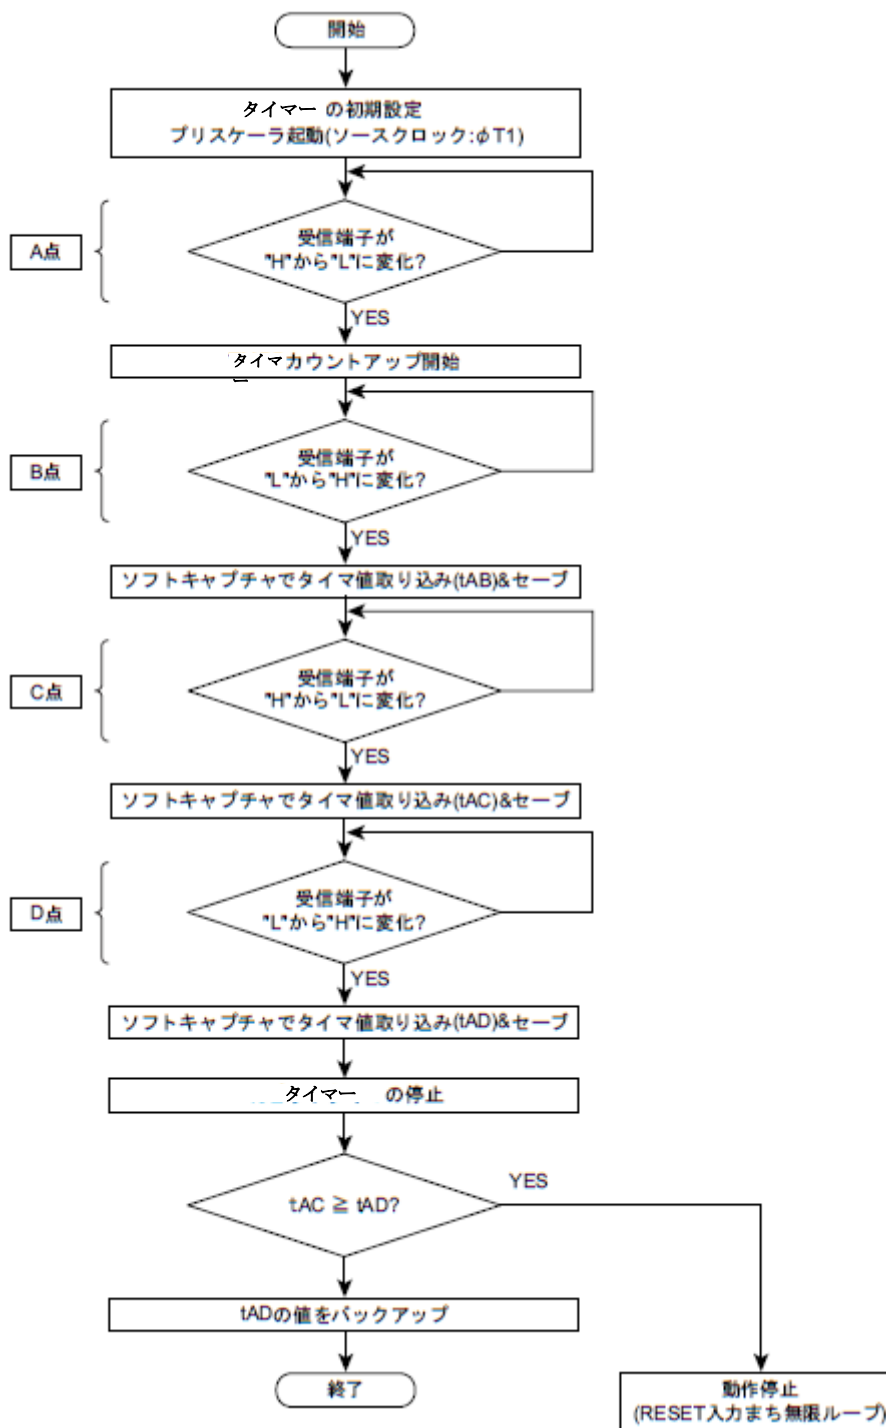 開始
タイマー の初期設定
プリスケーラ起動(ソースクロック:φT1)
A点
受信端子が
"H"から"L"に変化?
YES
タイマカウントアップ開始
ー
B点
受信端子が
"L"から"H"に変化?
YES
ソフトキャプチャでタイマ値取り込み(tAB)&セーブ
C点
受信端子が
"H"から"L"に変化?
YES
ソフトキャプチャでタイマ値取り込み(tAC)&セーブ
D点
受信端子が
"L"から"H"に変化?
YES
ソフトキャプチャでタイマ値取り込み(tAD)&セーブ
タイマー の停止
tAC ≧ tAD?
YES
tADの値をバックアップ
終了
動作停止
(RESET入力まち無限ループ)